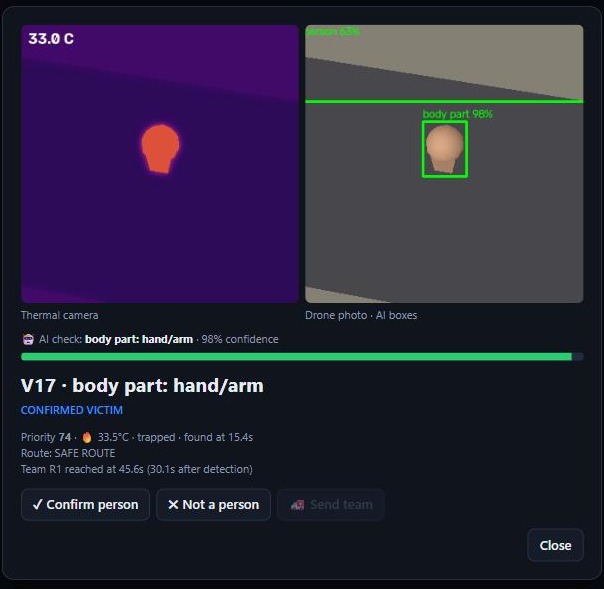 33.0 C
person 63%
body part 98%
Thermal camera
Drone photo · AI boxes
AI check: body part: hand/arm · 98% confidence
V17 · body part: hand/arm
CONFIRMED VICTIM
Priority 74 · 🔥 33.5°C · trapped · found at 15.4s
Route: SAFE ROUTE
Team R1 reached at 45.6s (30.1s after detection)
✓ Confirm person
✕ Not a person
Send team
Close